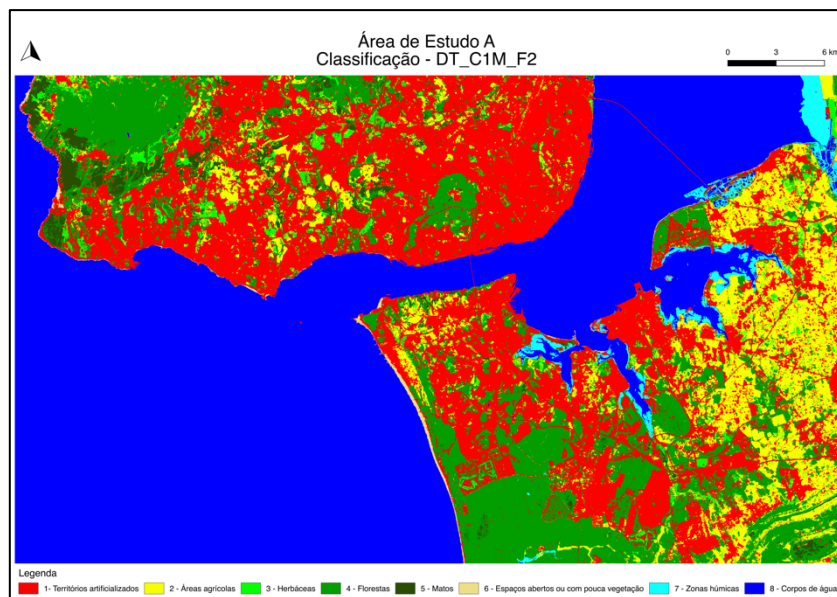 Área de Estudo A
Classificação - DT_C1M_F2
0 3 6 km
Legenda
1- Territórios artificializados 2 - Áreas agrícolas 3 - Herbáceas 4 - Florestas 5 - Matos 6 - Espaços abertos ou com pouca vegetação 7 - Zonas húmicas 8 - Corpos de água